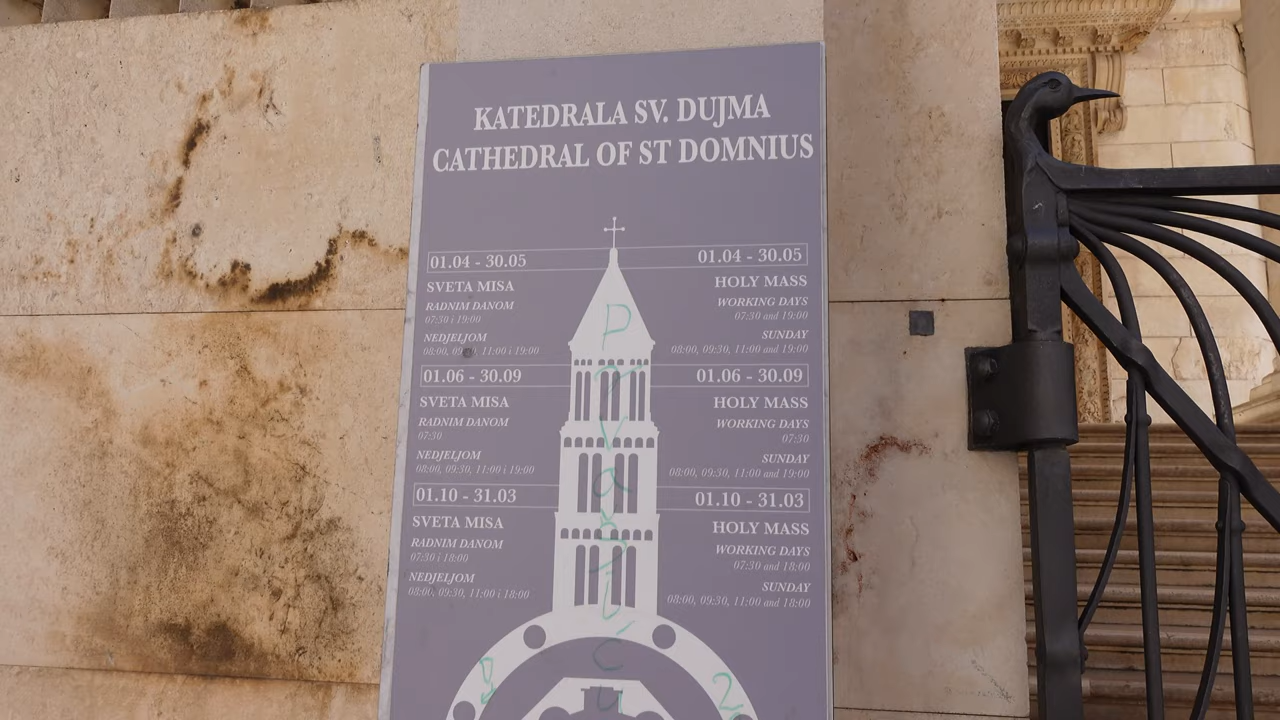 KATEDRALA SV. DUJMA
CATHEDRAL OF ST DOMNIUS
01.04 - 30.05
SVETA MISA
RADNIM DANOM
07:30 i 19:00
NEDJELJOM
08:00, 11:00 i 19:00
01.04 - 30.05
HOLY MASS
WORKING DAYS
07:30 and 19:00
SUNDAY
08:00, 09:30, 11:00 and 19:00
01.06 - 30.09
SVETA MISA
RADNIM DANOM
07:30
NEDJELJOM
08:00, 09:30, 11:00 i 19:00
01.06 - 30.09
HOLY MASS
WORKING DAYS
07:30
SUNDAY
08:00, 09:30, 11:00 and 19:00
01.10 - 31.03
SVETA MISA
RADNIM DANOM
07:30 i 18:00
NEDJELJOM
08:00, 09:30, 11:00 i 18:00
01.10 - 31.03
HOLY MASS
WORKING DAYS
07:30 and 18:00
SUNDAY
08:00, 09:30, 11:00 and 18:00